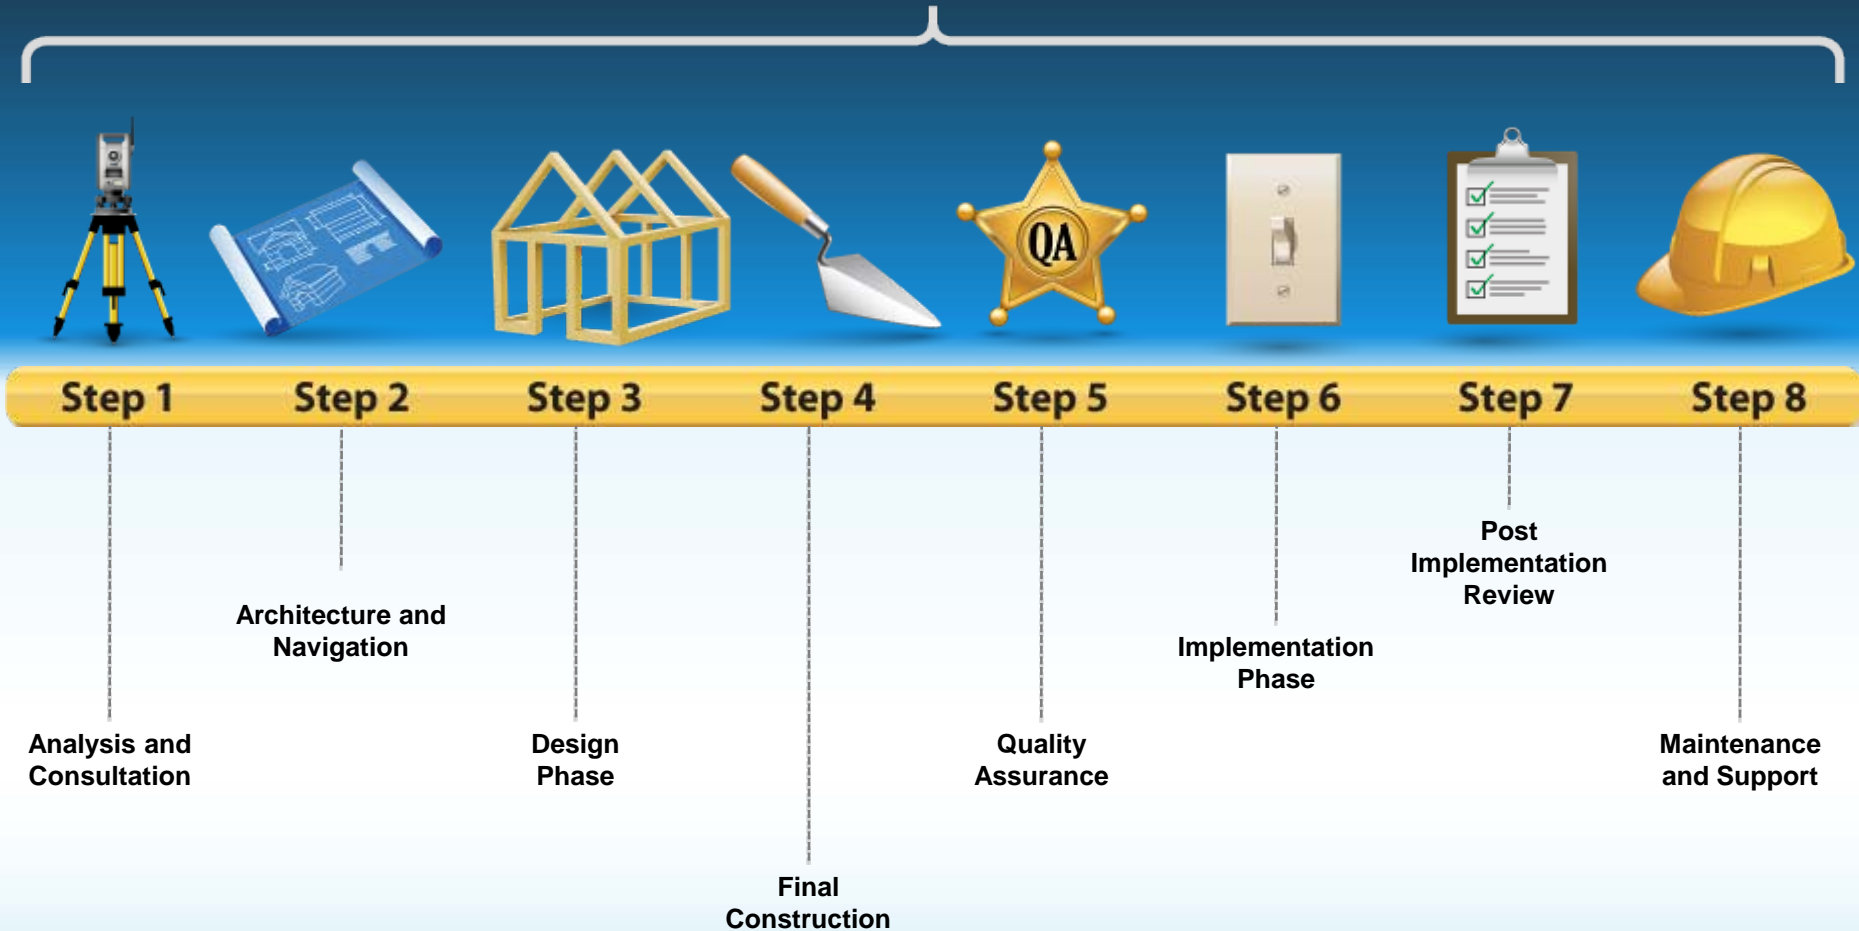 QA
Step 1 Step 2 Step 3 Step 4 Step 5 Step 6 Step 7 Step 8
Analysis and
Consultation
Architecture and
Navigation
Design
Phase
Final
Construction
Quality
Assurance
Implementation
Phase
Post
Implementation
Review
Maintenance
and Support